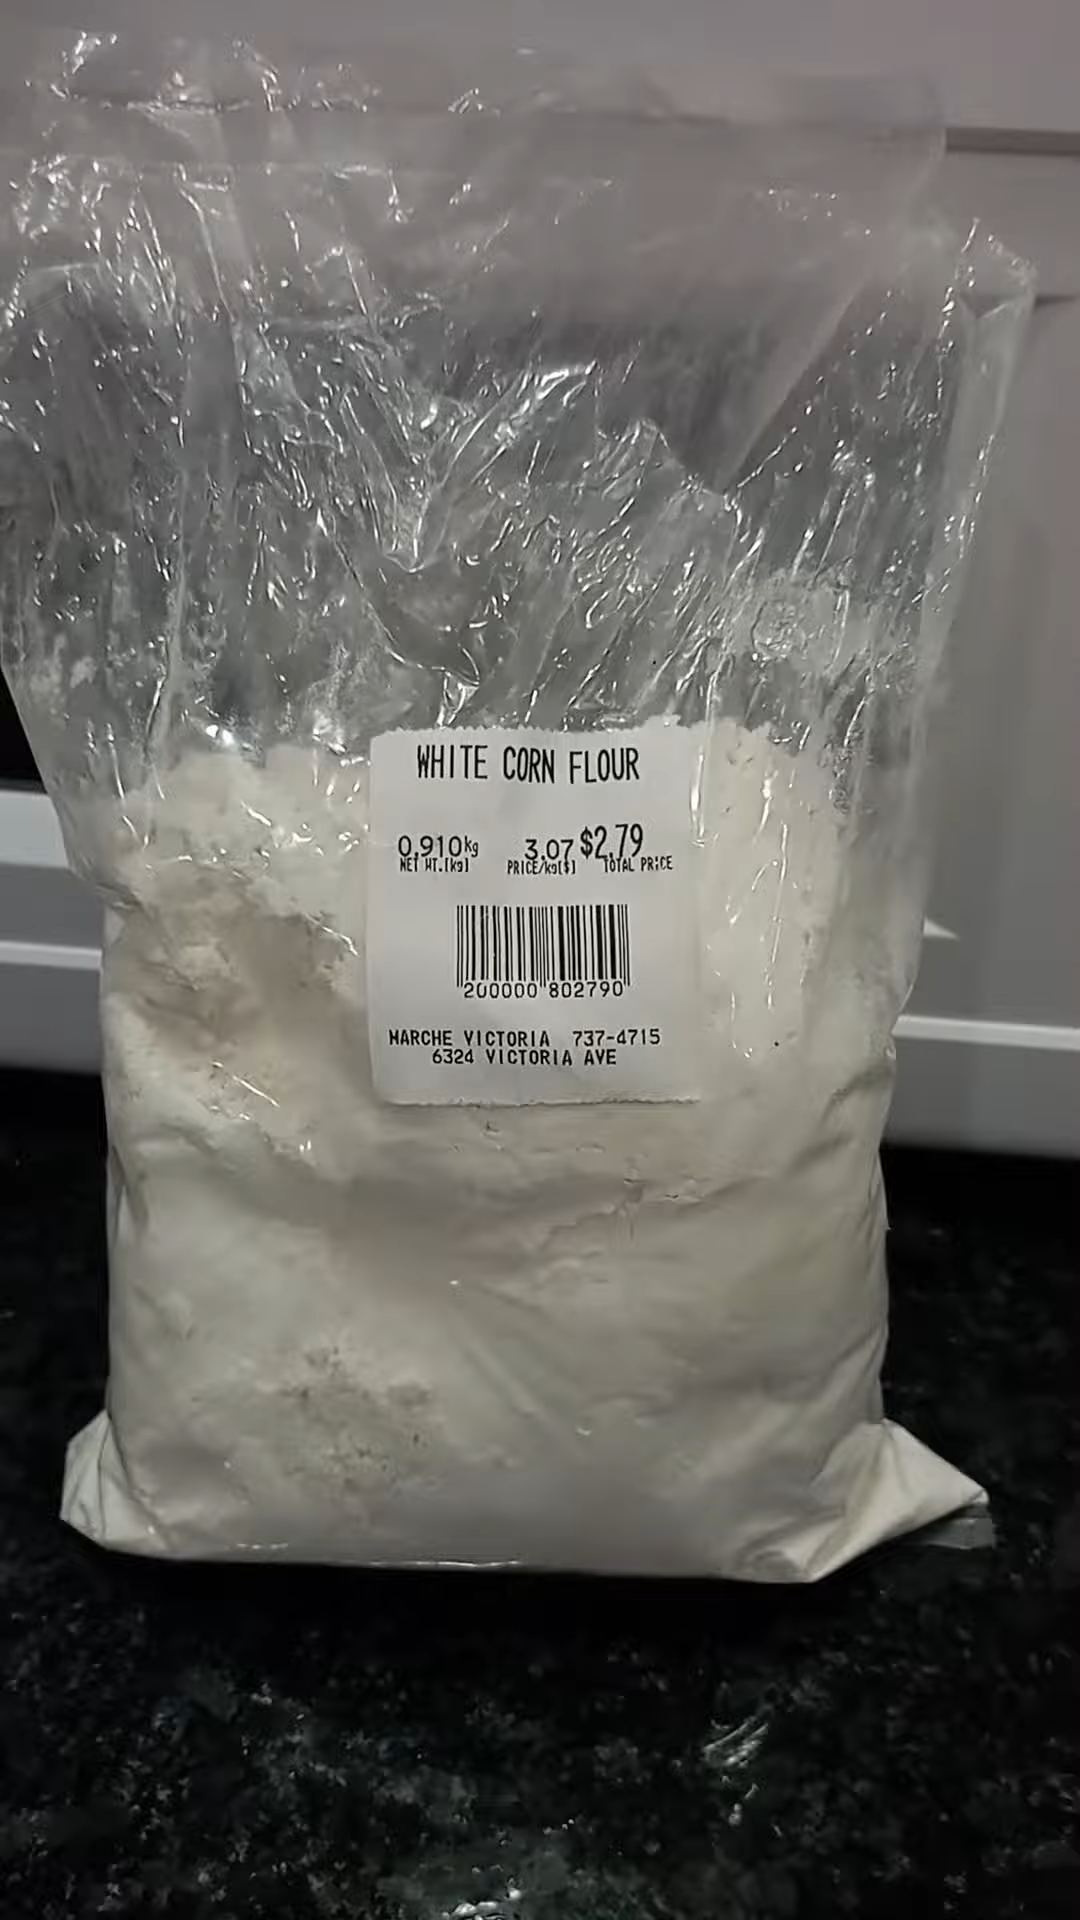 WHITE CORN FLOUR
0.910kg 3.07 $2.79
NET WT.[kg] PRICE/kg[$] TOTAL PRICE
200000 802790
MARCHE VICTORIA 737-4715
6324 VICTORIA AVE